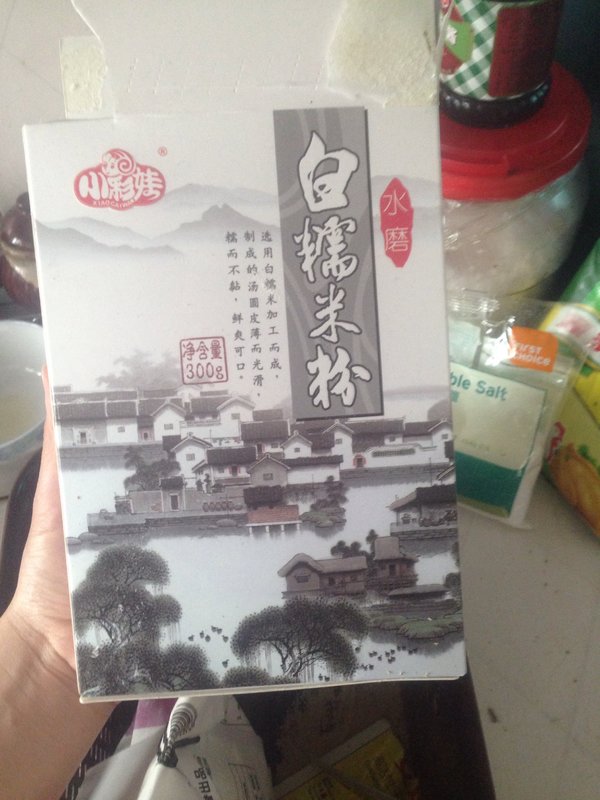 小彩娃
®
XIAOCAIWA
白糯米粉
水磨
选用白糯米加工而成，
制成的汤圆皮薄而光滑，
糯而不黏，鲜爽可口。
净含量
300g
FIRST
CHOICE
ble Salt